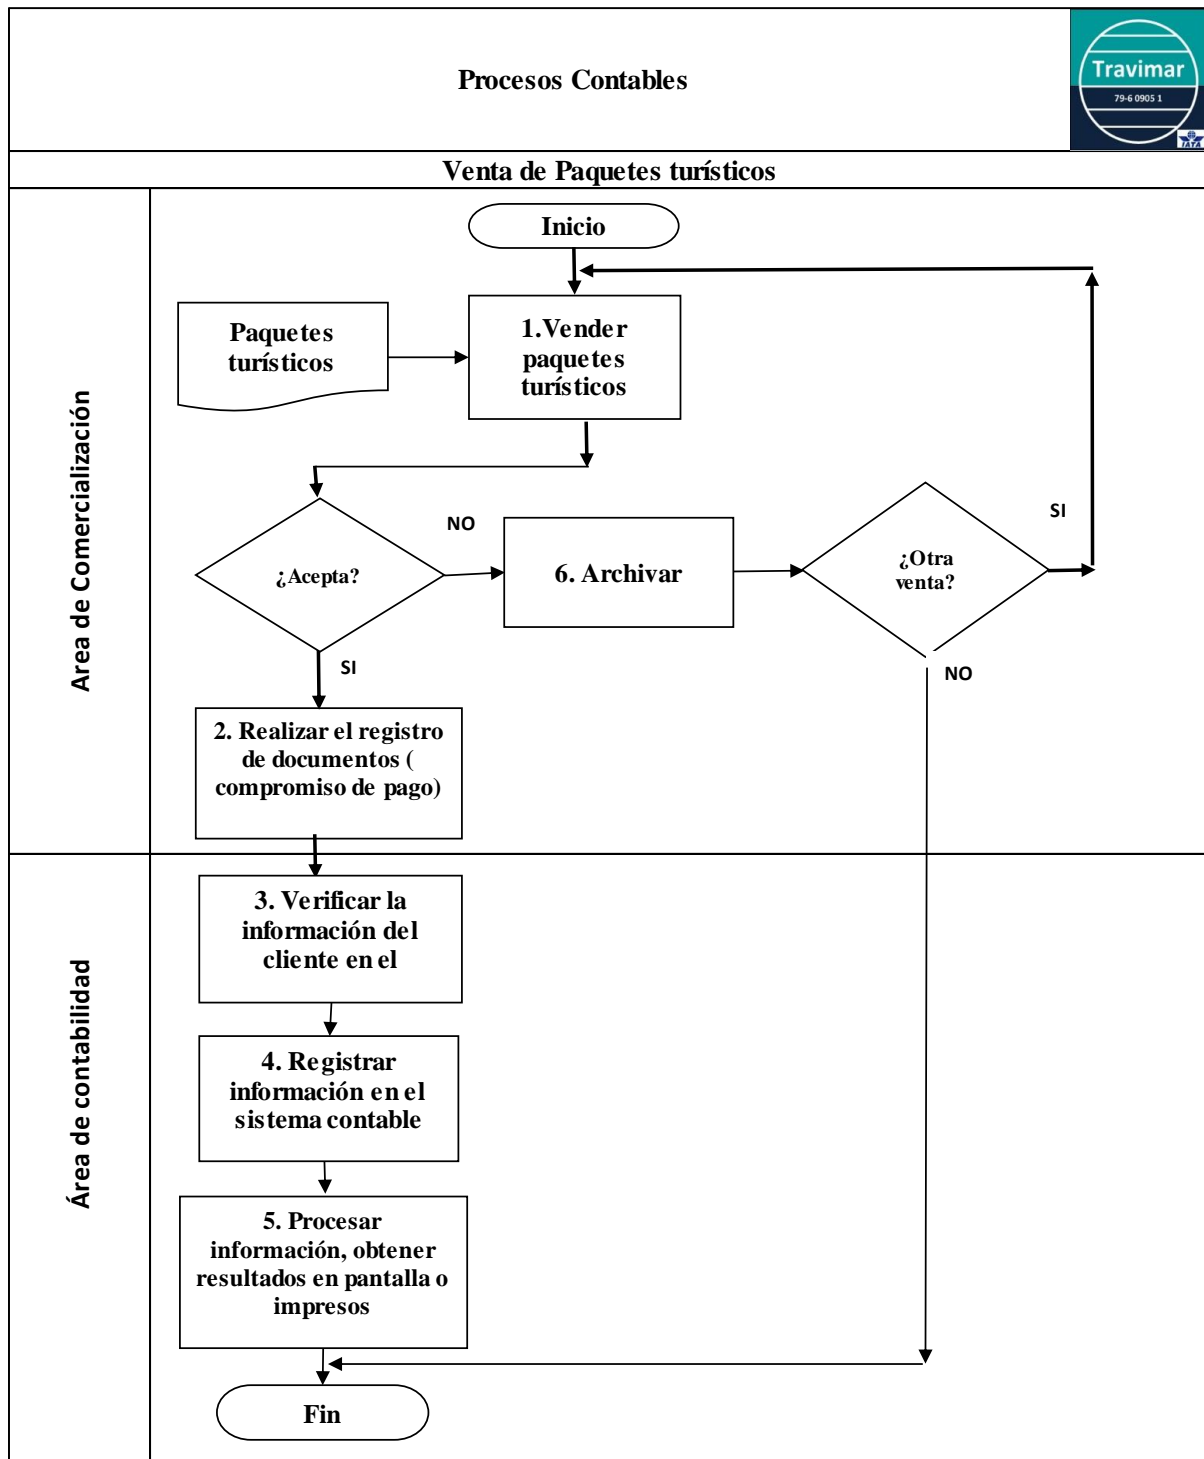 Procesos Contables
Travimar
79-6 0905 1
IATA
Venta de Paquetes turísticos
Area de Comercialización
Inicio
Paquetes
turísticos
1.Vender
paquetes
turísticos
¿Acepta?
NO
6. Archivar
¿Otra
venta?
SI
SI
NO
2. Realizar el registro
de documentos (
compromiso de pago)
Área de contabilidad
3. Verificar la
información del
cliente en el
4. Registrar
información en el
sistema contable
5. Procesar
información, obtener
resultados en pantalla o
impresos
Fin